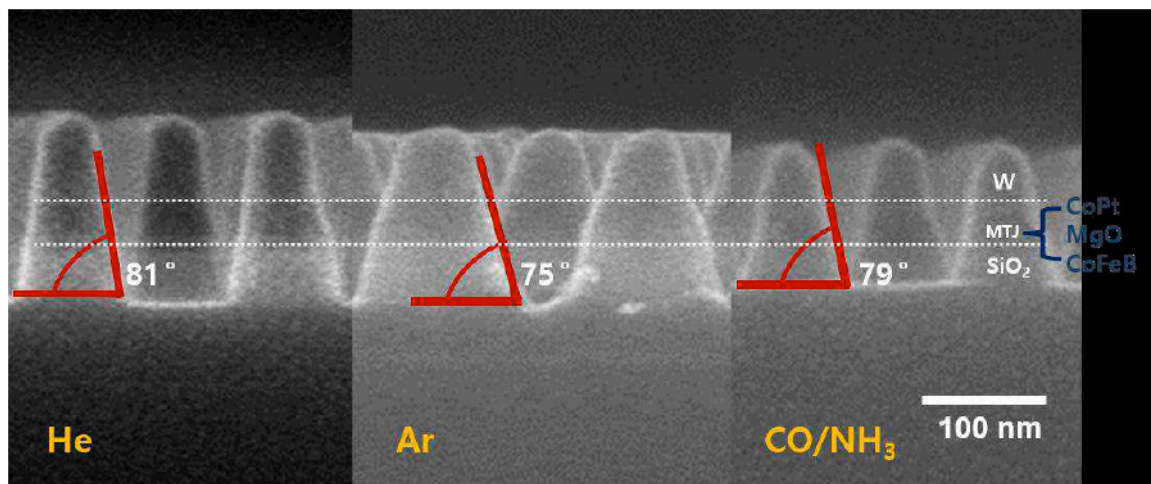 W
CoPt
MTJ
MgO
81°
75°
79°
SiO₂
CoFeB
He
Ar
CO/NH₃
100 nm